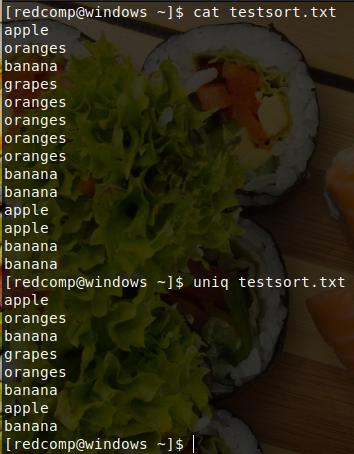 [redcomp@windows ~]$ cat testsort.txt
apple
oranges
banana
grapes
oranges
oranges
oranges
oranges
banana
banana
apple
apple
banana
banana
[redcomp@windows ~]$ uniq testsort.txt
apple
oranges
banana
grapes
oranges
banana
apple
banana
[redcomp@windows ~]$